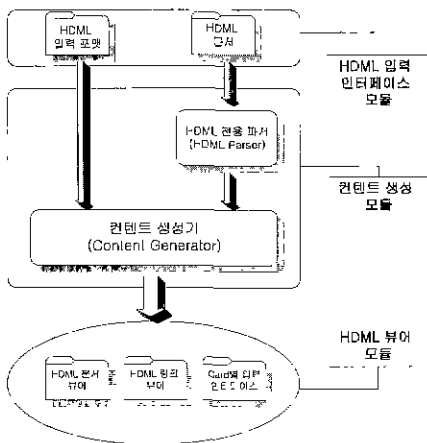 HDML
입력 포맷
HDML
문서
HDML 입력
인터페이스
모듈
HDML 전용 파서
(HDML Parser)
컨텐트 생성기
(Content Generator)
컨텐트 생성
모듈
HDML 뷰어
모듈
HDML 문서
뷰어
HDML 링크
뷰어
Card별 입력
인터페이스